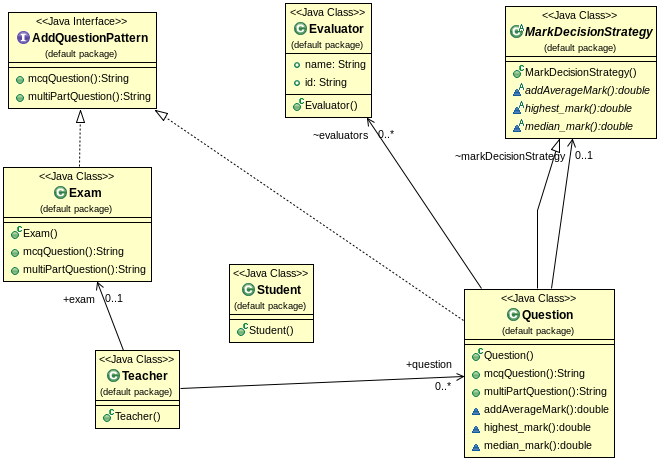 <<Java Interface>>
AddQuestionPattern
(default package)
mcqQuestion():String
multiPartQuestion():String
<<Java Class>>
Evaluator
(default package)
name: String
id: String
Evaluator()
<<Java Class>>
MarkDecisionStrategy
(default package)
MarkDecisionStrategy()
addAverageMark():double
highest_mark():double
median_mark():double
~evaluators 0..*
~markDecisionStrategy 0..1
<<Java Class>>
Exam
(default package)
Exam()
mcqQuestion():String
multiPartQuestion():String
+exam 0..1
<<Java Class>>
Student
(default package)
Student()
<<Java Class>>
Question
(default package)
Question()
mcqQuestion():String
multiPartQuestion():String
addAverageMark():double
highest_mark():double
median_mark():double
<<Java Class>>
Teacher
(default package)
Teacher()
+question
0..*